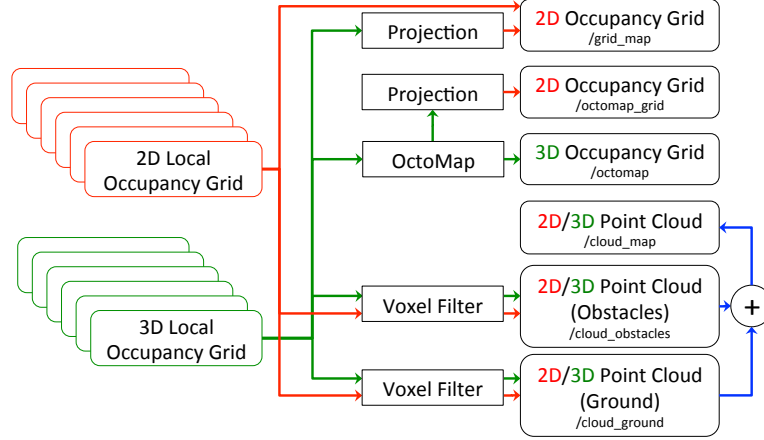 Projection
2D Occupancy Grid
/grid_map
Projection
2D Occupancy Grid
/octomap_grid
2D Local
Occupancy Grid
OctoMap
3D Occupancy Grid
/octomap
2D/3D Point Cloud
/cloud_map
3D Local
Occupancy Grid
Voxel Filter
2D/3D Point Cloud
(Obstacles)
/cloud_obstacles
+
Voxel Filter
2D/3D Point Cloud
(Ground)
/cloud_ground